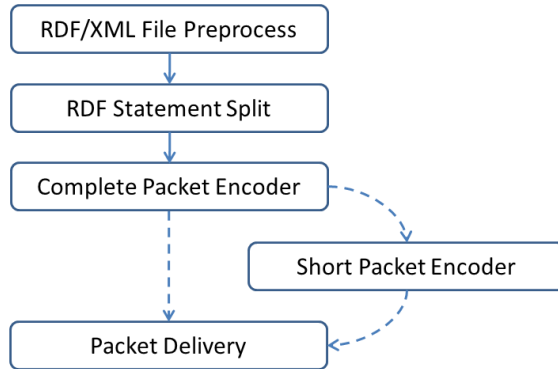 RDF/XML File Preprocess
RDF Statement Split
Complete Packet Encoder
Short Packet Encoder
Packet Delivery